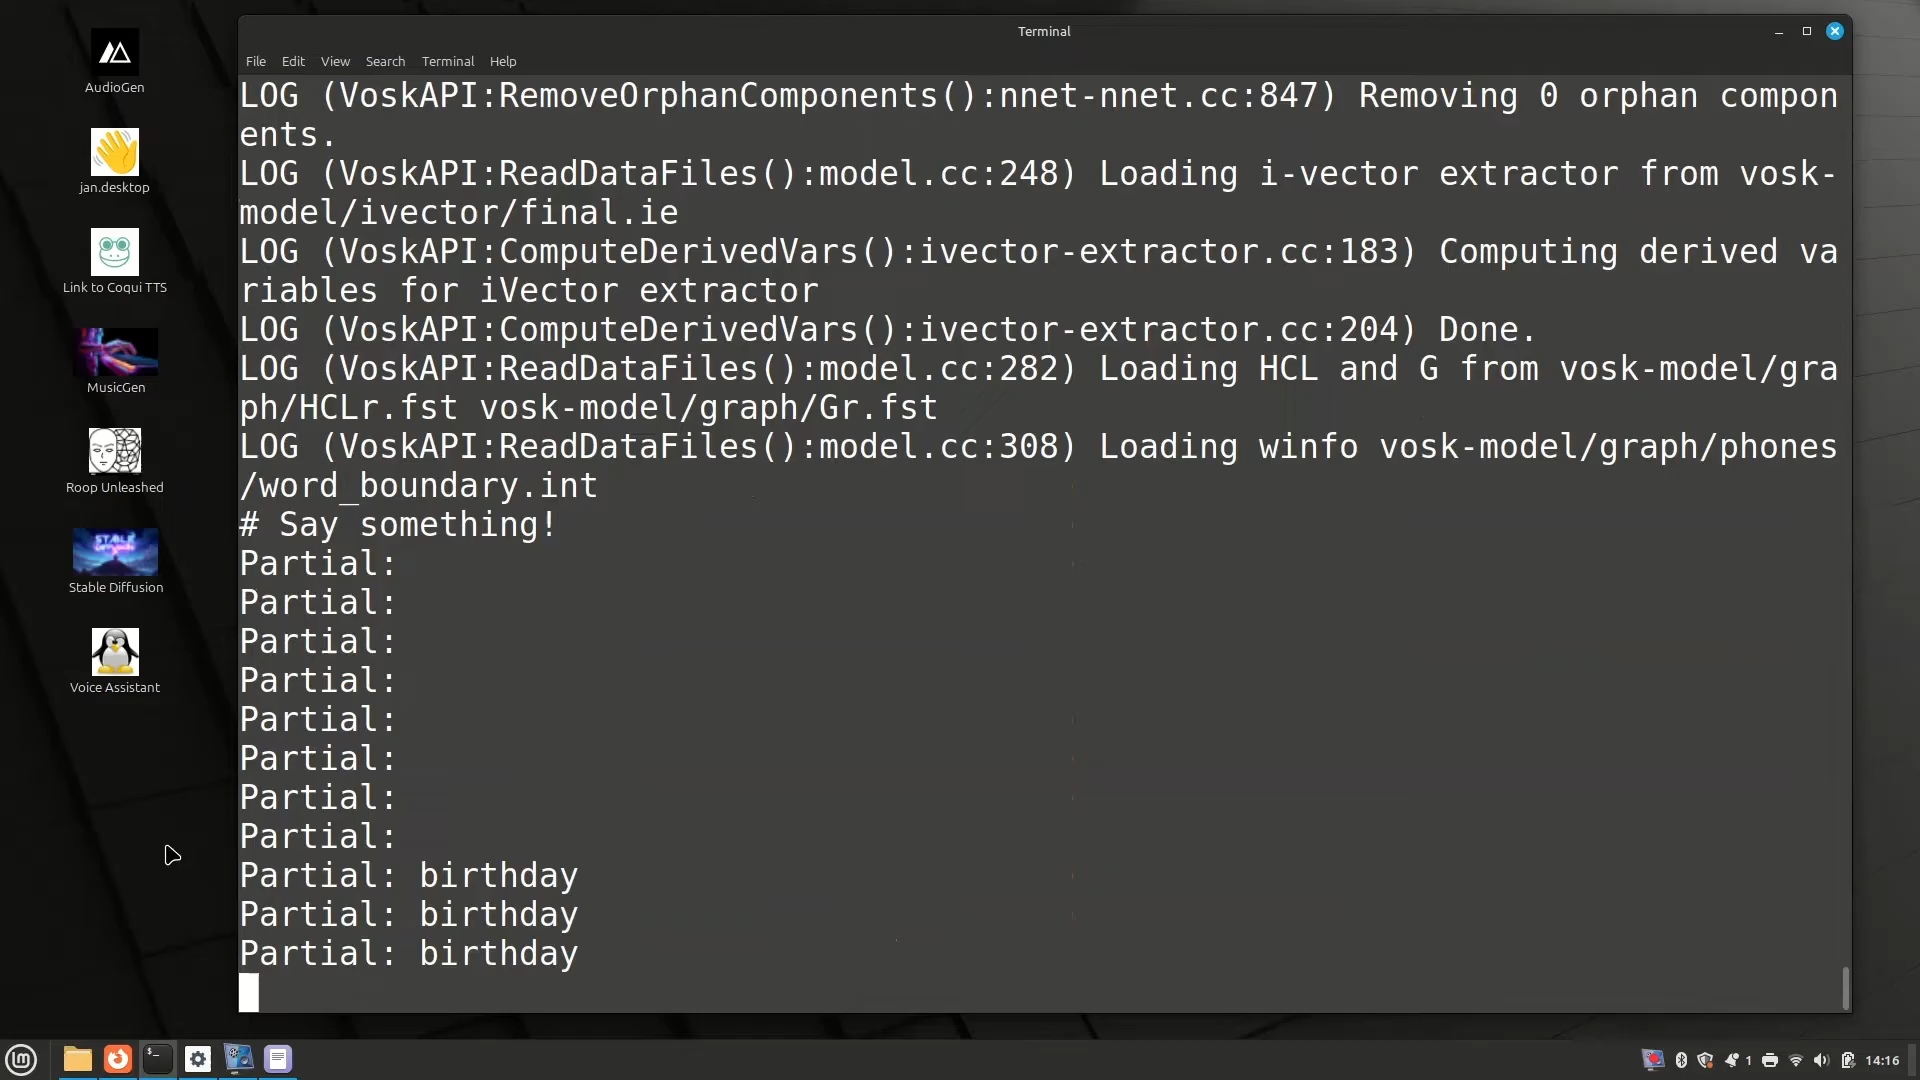 Terminal
File Edit View Search Terminal Help
LOG (VoskAPI:RemoveOrphanComponents():nnet-nnet.cc:847) Removing 0 orphan compon
ents.
LOG (VoskAPI:ReadDataFiles():model.cc:248) Loading i-vector extractor from vosk-
model/ivector/final.ie
LOG (VoskAPI:ComputeDerivedVars():ivector-extractor.cc:183) Computing derived va
riables for iVector extractor
LOG (VoskAPI:ComputeDerivedVars():ivector-extractor.cc:204) Done.
LOG (VoskAPI:ReadDataFiles():model.cc:282) Loading HCL and G from vosk-model/gra
ph/HCLr.fst vosk-model/graph/Gr.fst
LOG (VoskAPI:ReadDataFiles():model.cc:308) Loading winfo vosk-model/graph/phones
/word_boundary.int
# Say something!
Partial:
Partial:
Partial:
Partial:
Partial:
Partial:
Partial:
Partial:
Partial: birthday
Partial: birthday
Partial: birthday
AudioGen
jan.desktop
Link to Coqui TTS
MusicGen
Roop Unleashed
STABLE
Stable Diffusion
Voice Assistant
1
14:16